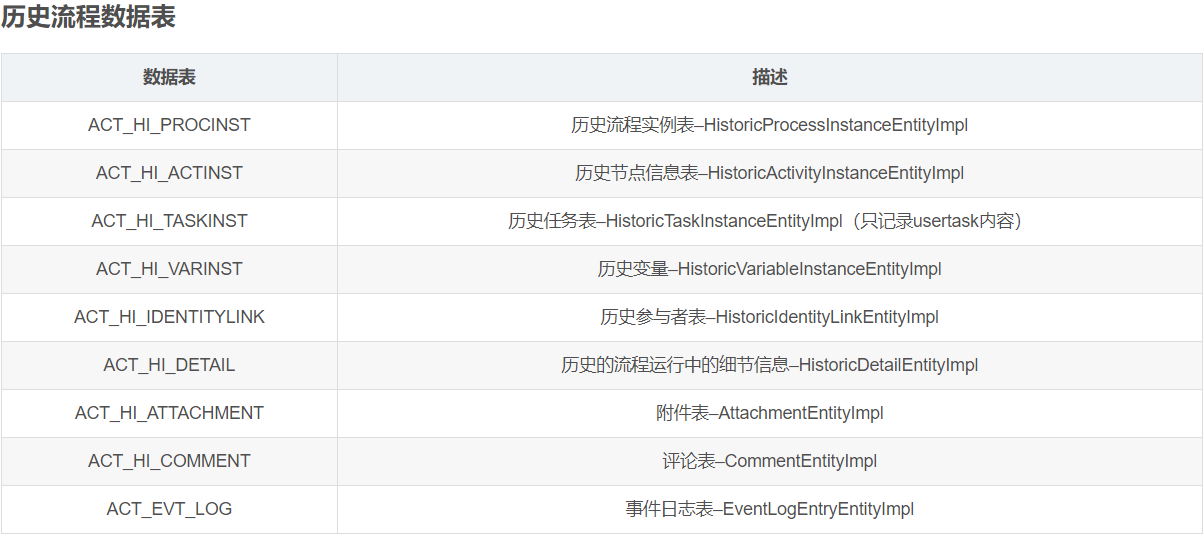 历史流程数据表
数据表 描述
ACT_HI_PROCINST 历史流程实例表–HistoricProcessInstanceEntityImpl
ACT_HI_ACTINST 历史节点信息表–HistoricActivityInstanceEntityImpl
ACT_HI_TASKINST 历史任务表–HistoricTaskInstanceEntityImpl（只记录usertask内容）
ACT_HI_VARINST 历史变量–HistoricVariableInstanceEntityImpl
ACT_HI_IDENTITYLINK 历史参与者表–HistoricIdentityLinkEntityImpl
ACT_HI_DETAIL 历史的流程运行中的细节信息–HistoricDetailEntityImpl
ACT_HI_ATTACHMENT 附件表–AttachmentEntityImpl
ACT_HI_COMMENT 评论表–CommentEntityImpl
ACT_EVT_LOG 事件日志表–EventLogEntryEntityImpl